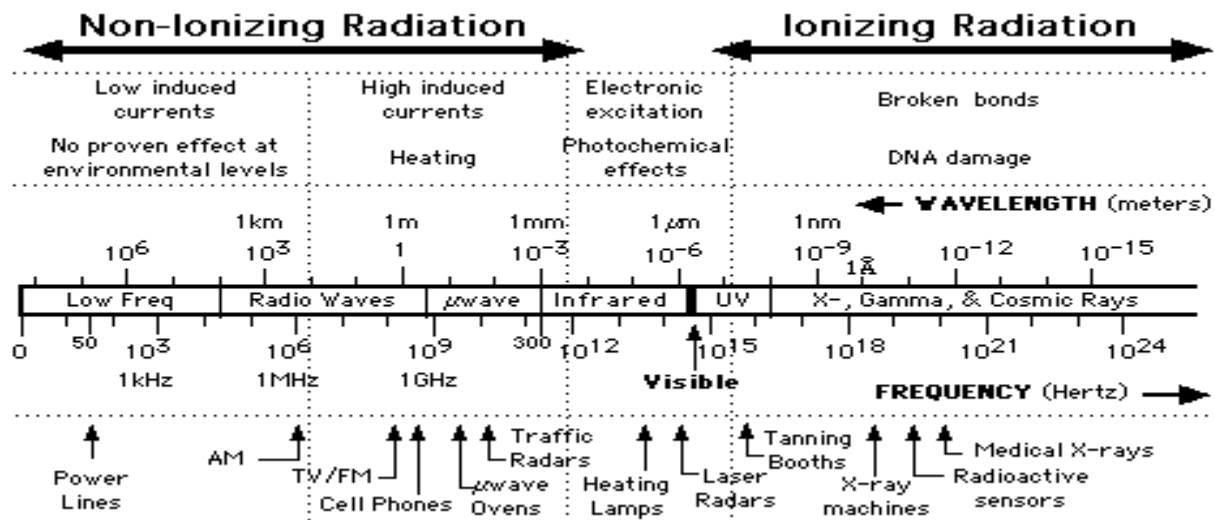 Non-Ionizing Radiation Ionizing Radiation
Low induced currents High induced currents Electronic excitation Broken bonds
No proven effect at environmental levels Heating Photochemical effects DNA damage
WAVELENGTH (meters)
1km 1m 1mm 1µm 1nm
10⁶ 10³ 1 10⁻³ 10⁻⁶ 10⁻⁹ 10⁻¹² 10⁻¹⁵
1Å
Low Freq Radio Waves µwave Infrared UV X-, Gamma, & Cosmic Rays
0 50 10³ 10⁶ 10⁹ 300 10¹² 10¹⁵ 10¹⁸ 10²¹ 10²⁴
1kHz 1MHz 1GHz Visible
FREQUENCY (Hertz)
Power Lines
AM
TV/FM
Cell Phones
µwave Ovens
Traffic Radars
Heating Lamps
Laser Radars
Tanning Booths
X-ray machines
Radioactive sensors
Medical X-rays